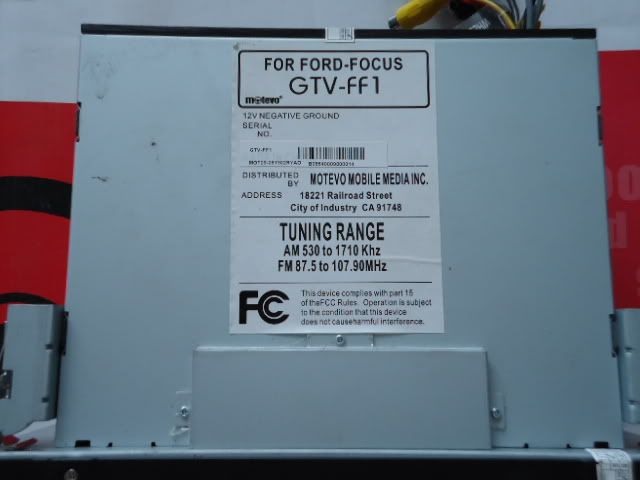 FOR FORD-FOCUS
GTV-FF1
motevo
12V NEGATIVE GROUND
SERIAL
NO.
GTV-FF1
DISTRIBUTED BY MOTEVO MOBILE MEDIA INC.
ADDRESS 18221 Railroad Street
City of Industry CA 91748
TUNING RANGE
AM 530 to 1710 Khz
FM 87.5 to 107.90MHz
FC
This device complies with part 15
of theFCC Rules. Operation is subject
to the condition that this device
does not causeharmful interference.